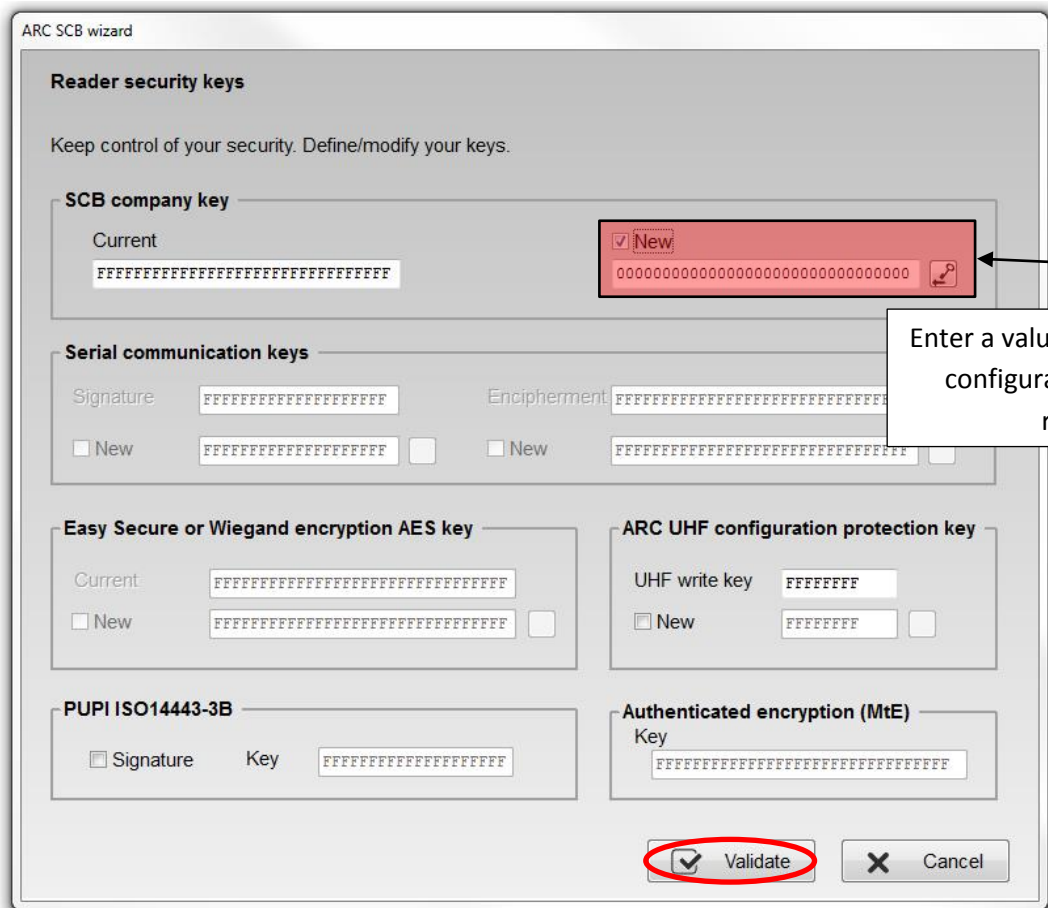 ARC SCB wizard
Reader security keys
Keep control of your security. Define/modify your keys.
SCB company key
Current
New
FFFFFFFFFFFFFFFFFFFFFFFFFFFFFFFF
00000000000000000000000000000000
Enter a valu
configura
Serial communication keys
Signature
FFFFFFFFFFFFFFFFFFFF
Encipherment
New
FFFFFFFFFFFFFFFFFFFF
New
FFFFFFFFFFFFFFFFFFFFFFFFFFFFFFFF
Easy Secure or Wiegand encryption AES key
Current
FFFFFFFFFFFFFFFFFFFFFFFFFFFFFFFF
New
FFFFFFFFFFFFFFFFFFFFFFFFFFFFFFFF
ARC UHF configuration protection key
UHF write key
FFFFFFFF
New
FFFFFFFF
PUPI ISO14443-3B
Signature
Key
FFFFFFFFFFFFFFFFFFFF
Authenticated encryption (MtE)
Key
FFFFFFFFFFFFFFFFFFFFFFFFFFFFFFFF
Validate
Cancel